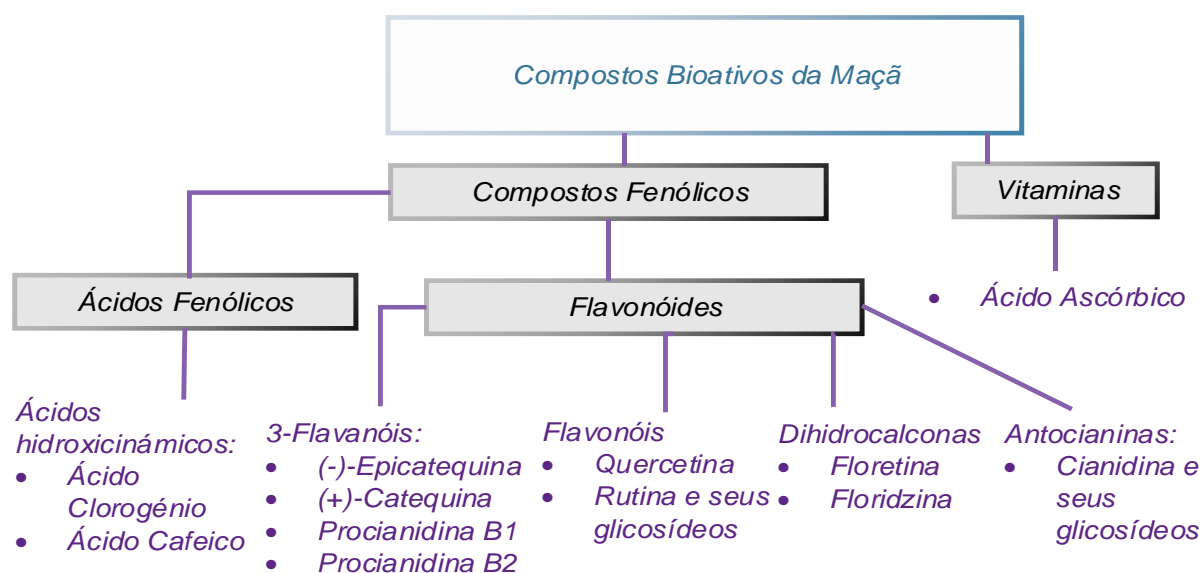 Compostos Bioativos da Maçã
Compostos Fenólicos
Vitaminas
Ácidos Fenólicos
Flavonóides
• Ácido Ascórbico
Ácidos
hidroxicinámicos:
• Ácido
Clorogénio
• Ácido Cafeico
3-Flavanóis:
• (-)-Epicatequina
• (+)-Catequina
• Procianidina B1
• Procianidina B2
Flavonóis
• Quercetina
• Rutina e seus
glicosídeos
Dihidrocalconas
• Floretina
• Floridzina
Antocianinas:
• Cianidina e
seus
glicosídeos